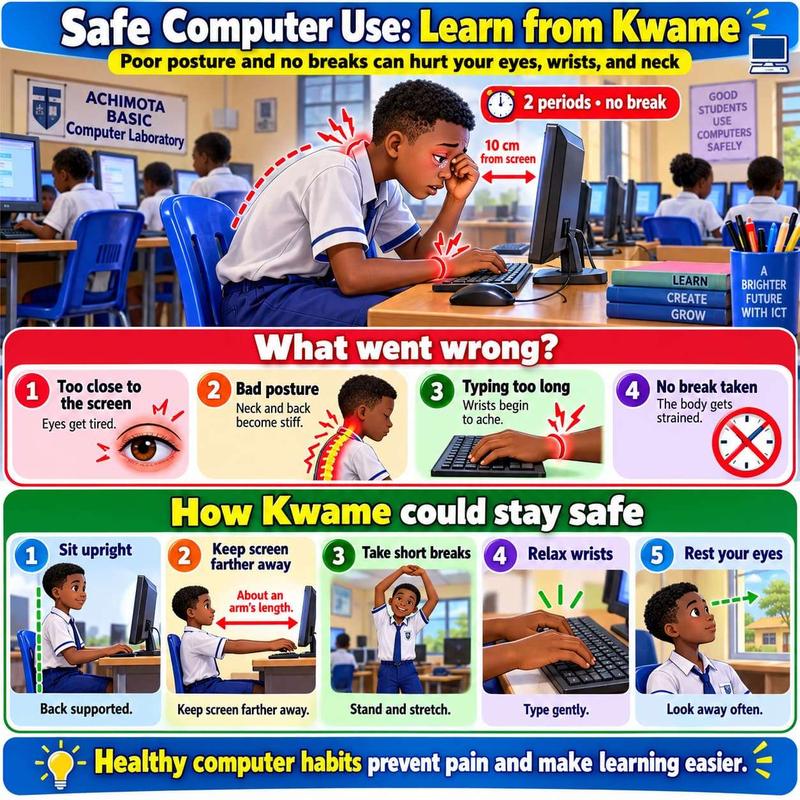 Safe Computer Use: Learn from Kwame
Poor posture and no breaks can hurt your eyes, wrists, and neck
ACHIMOTA
BASIC
Computer Laboratory
2 periods • no break
10 cm
from screen
GOOD
STUDENTS
USE
COMPUTERS
SAFELY
LEARN
CREATE
GROW
A
BRIGHTER
FUTURE
WITH ICT
What went wrong?
1
Too close to
the screen
Eyes get tired.
2
Bad posture
Neck and back
become stiff.
3
Typing too long
Wrists begin
to ache.
4
No break taken
The body gets
strained.
How Kwame could stay safe
1
Sit upright
Back supported.
2
Keep screen
farther away
About an
arm's length.
Keep screen farther away.
3
Take short breaks
Stand and stretch.
4
Relax wrists
Type gently.
5
Rest your eyes
Look away often.
Healthy computer habits prevent pain and make learning easier.